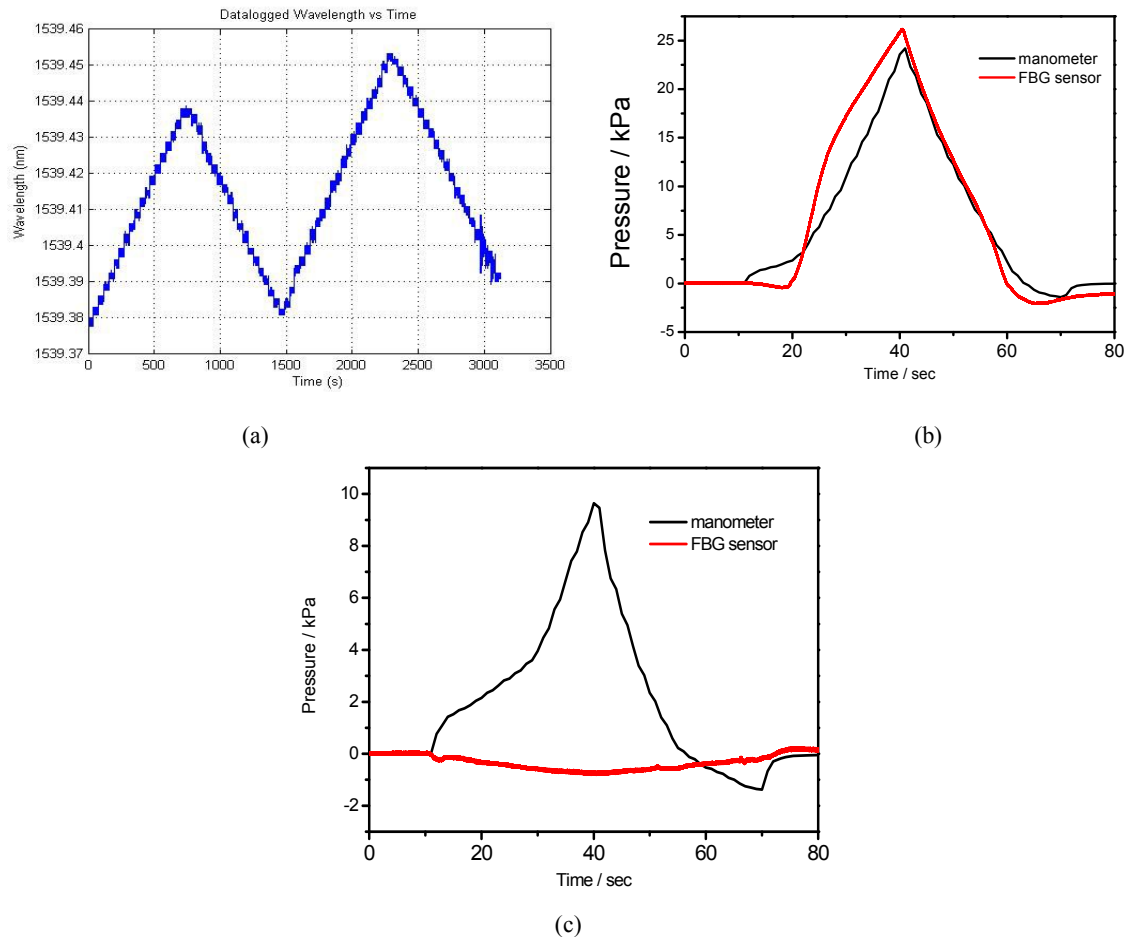 Datalogged Wavelength vs Time
1539.46
1539.45
1539.44
1539.43
1539.42
1539.41
1539.4
1539.39
1539.38
1539.37
Wavelength (nm)
0 500 1000 1500 2000 2500 3000 3500
Time (s)
(a)
25
20
15
10
5
0
-5
Pressure / kPa
manometer
FBG sensor
0 20 40 60 80
Time / sec
(b)
10
8
6
4
2
0
-2
Pressure / kPa
manometer
FBG sensor
0 20 40 60 80
Time / sec
(c)